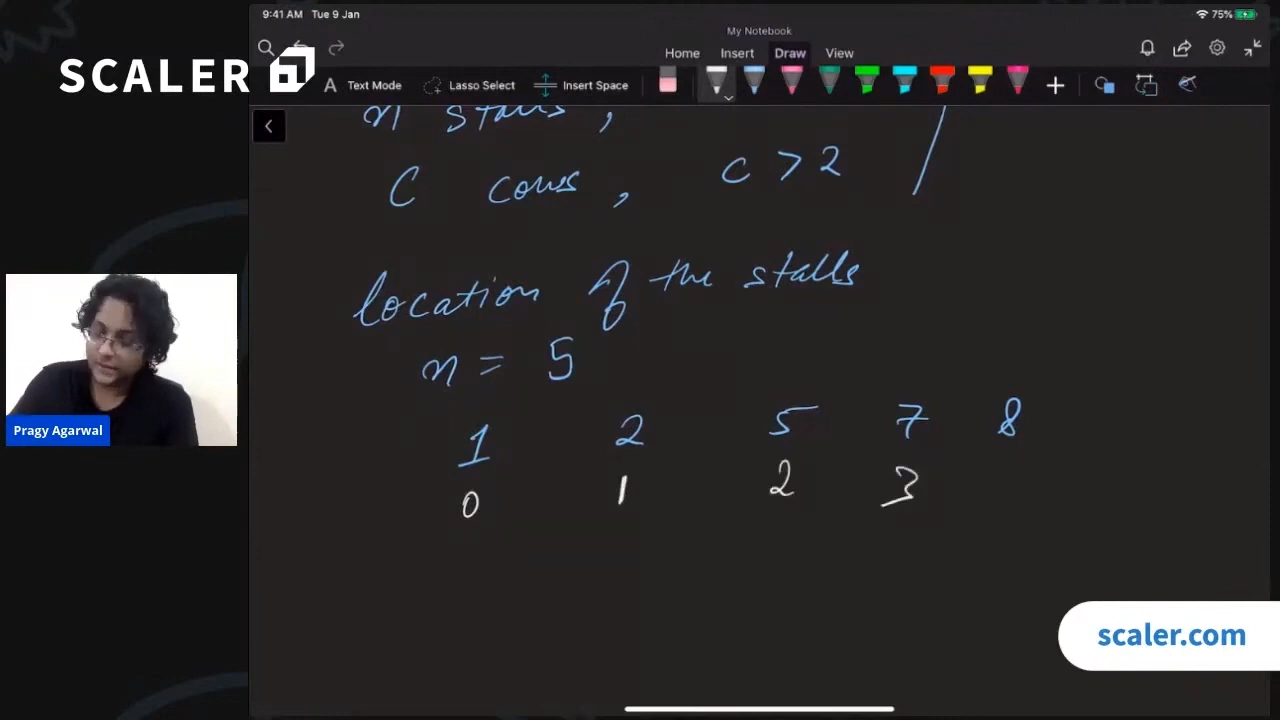 9:41 AM Tue 9 Jan
75%
My Notebook
Home Insert Draw View
SCALER
A Text Mode Lasso Select Insert Space
n stalls,
C cows, c > 2
location of the stalls
n = 5
1 2 5 7 8
0 1 2 3
Pragy Agarwal
scaler.com